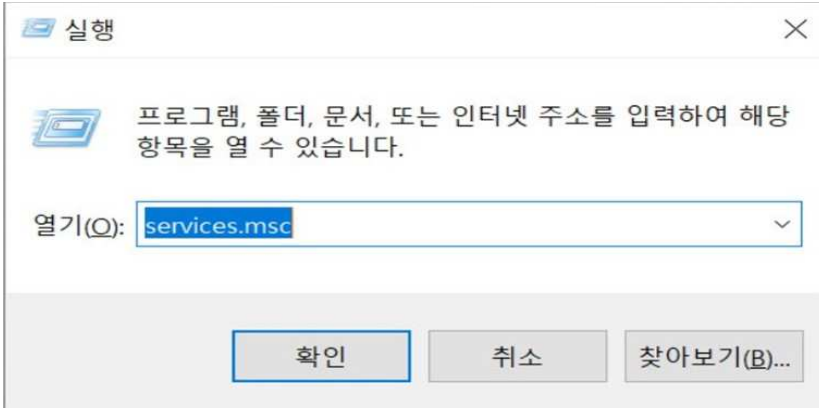 실행
프로그램, 폴더, 문서, 또는 인터넷 주소를 입력하여 해당
항목을 열 수 있습니다.
열기(O): services.msc
확인 취소 찾아보기(B)...